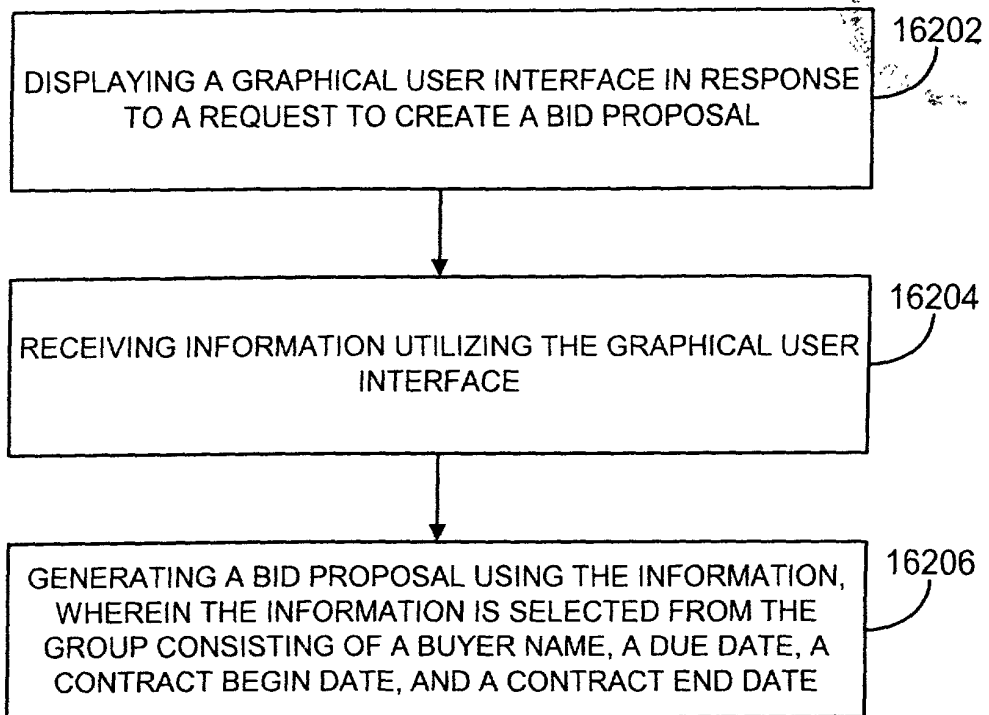 16202
DISPLAYING A GRAPHICAL USER INTERFACE IN RESPONSE
TO A REQUEST TO CREATE A BID PROPOSAL
16204
RECEIVING INFORMATION UTILIZING THE GRAPHICAL USER
INTERFACE
16206
GENERATING A BID PROPOSAL USING THE INFORMATION,
WHEREIN THE INFORMATION IS SELECTED FROM THE
GROUP CONSISTING OF A BUYER NAME, A DUE DATE, A
CONTRACT BEGIN DATE, AND A CONTRACT END DATE